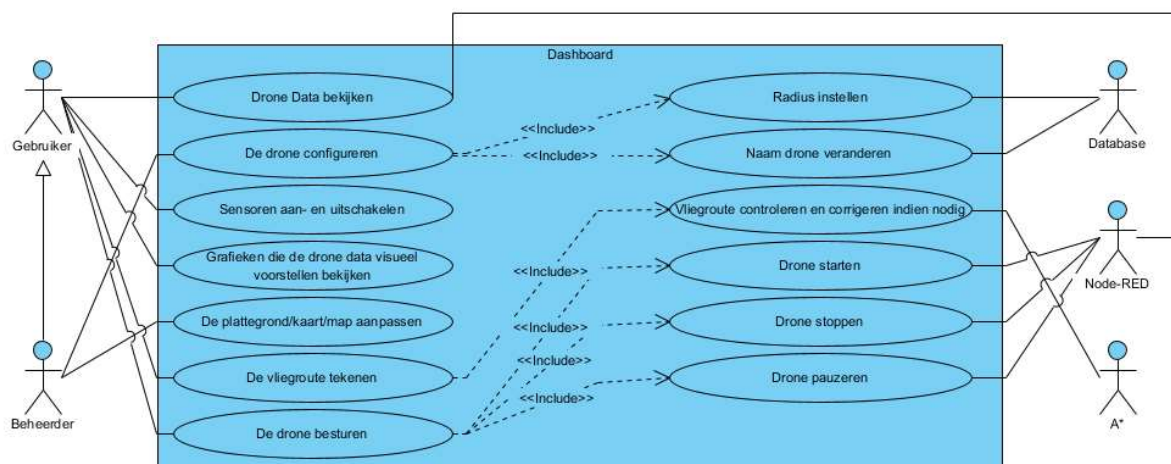 Dashboard
Gebruiker
Drone Data bekijken
Radius instellen
Database
<<Include>>
De drone configureren
<<Include>>
Naam drone veranderen
Sensoren aan- en uitschakelen
Vliegroute controleren en corrigeren indien nodig
Grafieken die de drone data visueel
voorstellen bekijken
<<Include>>
Drone starten
Node-RED
De plattegrond/kaart/map aanpassen
<<Include>>
Drone stoppen
<<Include>>
Beheerder
De vliegroute tekenen
<<Include>>
Drone pauzeren
A*
De drone besturen